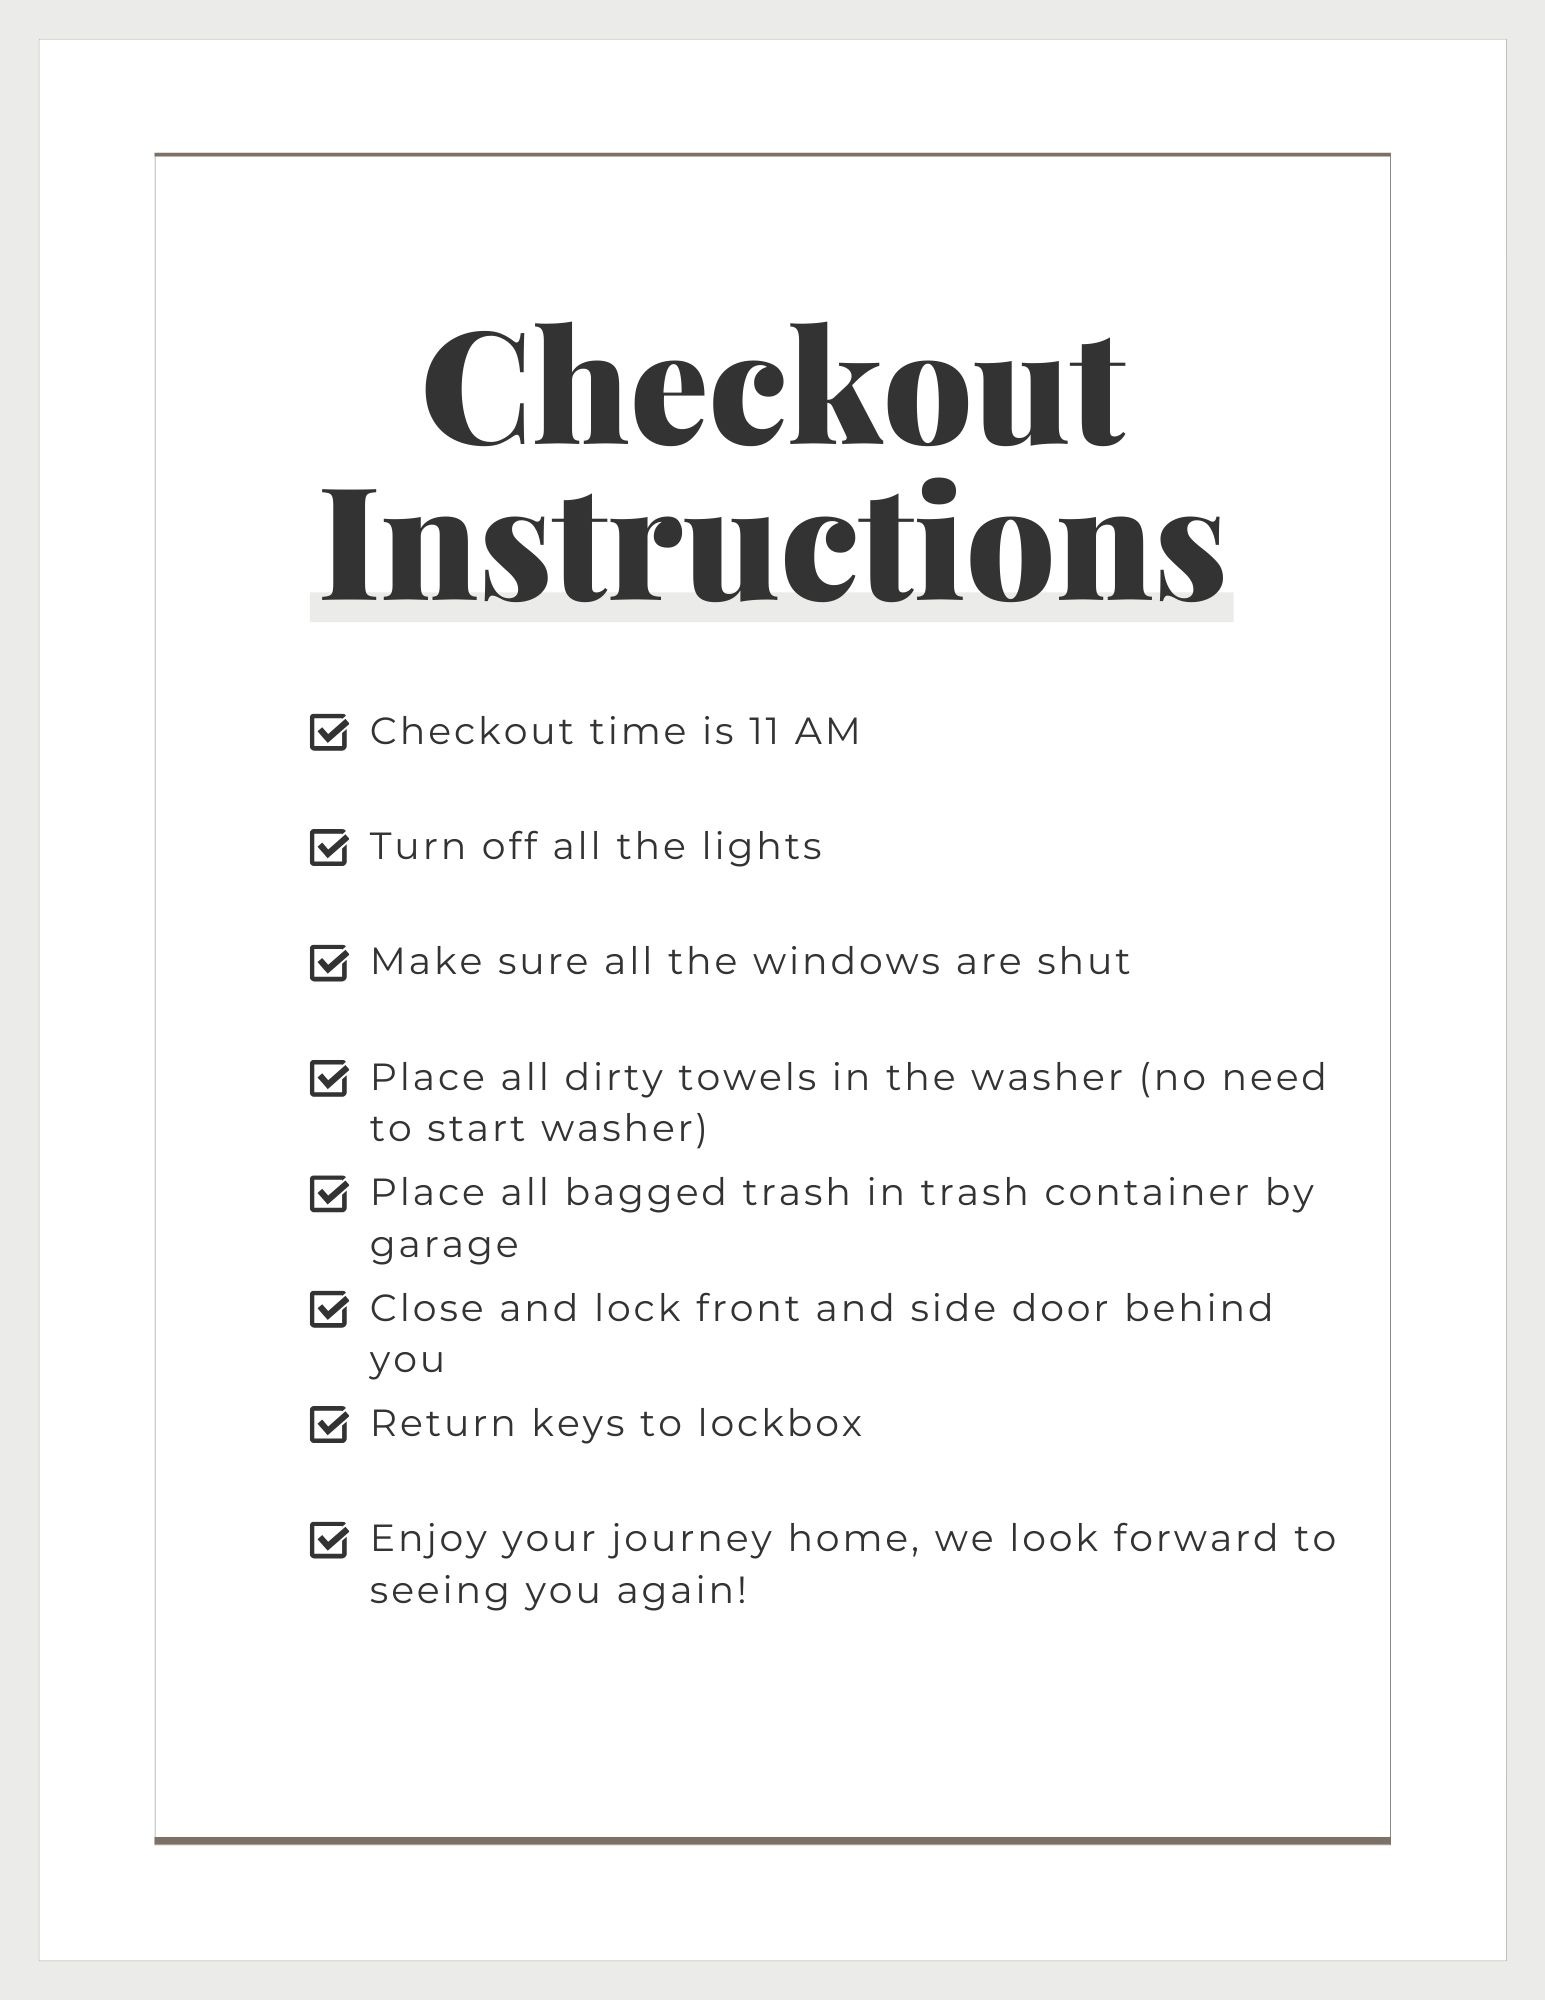 Checkout
Instructions
Checkout time is 11 AM
Turn off all the lights
Make sure all the windows are shut
Place all dirty towels in the washer (no need
to start washer)
Place all bagged trash in trash container by
garage
Close and lock front and side door behind
you
Return keys to lockbox
Enjoy your journey home, we look forward to
seeing you again!